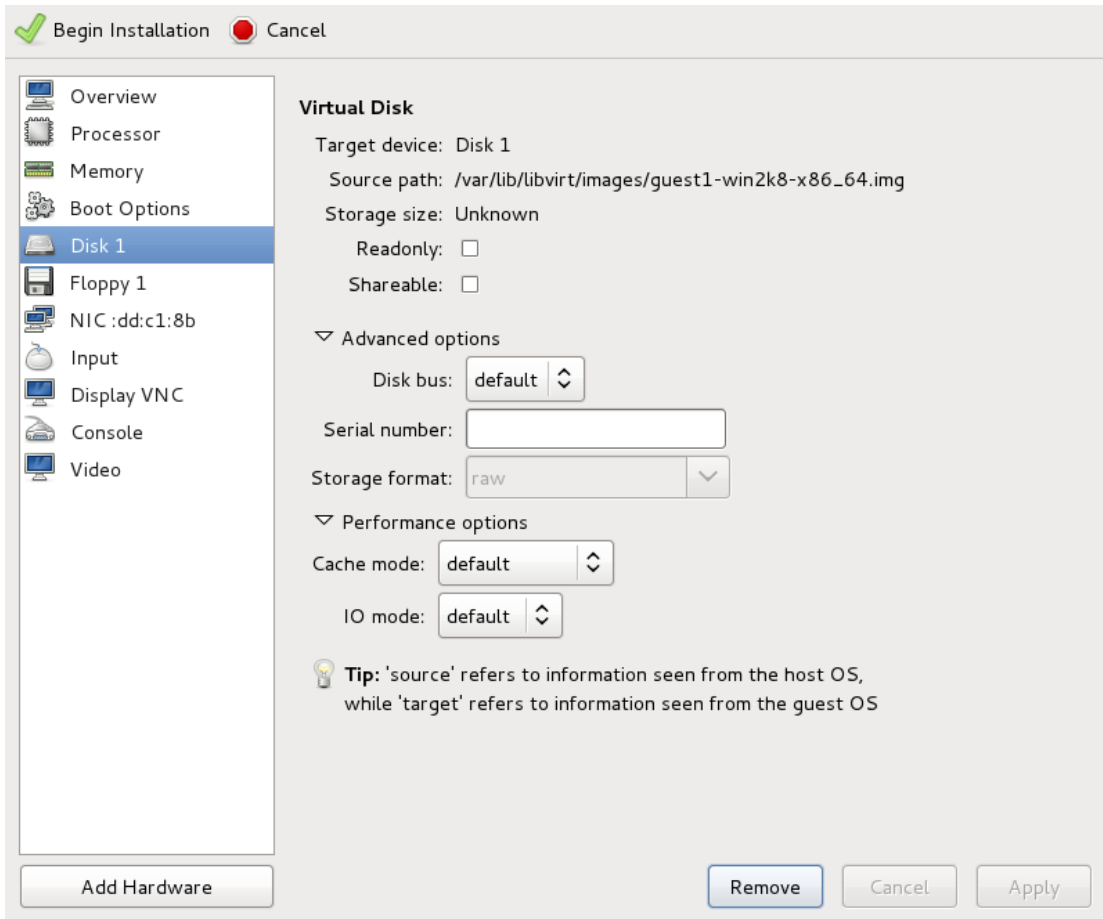 Begin Installation Cancel
Overview
Processor
Memory
Boot Options
Disk 1
Floppy 1
NIC :dd:c1:8b
Input
Display VNC
Console
Video
Add Hardware
Virtual Disk
Target device: Disk 1
Source path: /var/lib/libvirt/images/guest1-win2k8-x86_64.img
Storage size: Unknown
Readonly:
Shareable:
Advanced options
Disk bus: default
Serial number:
Storage format: raw
Performance options
Cache mode: default
IO mode: default
Tip: 'source' refers to information seen from the host OS,
while 'target' refers to information seen from the guest OS
Remove Cancel Apply